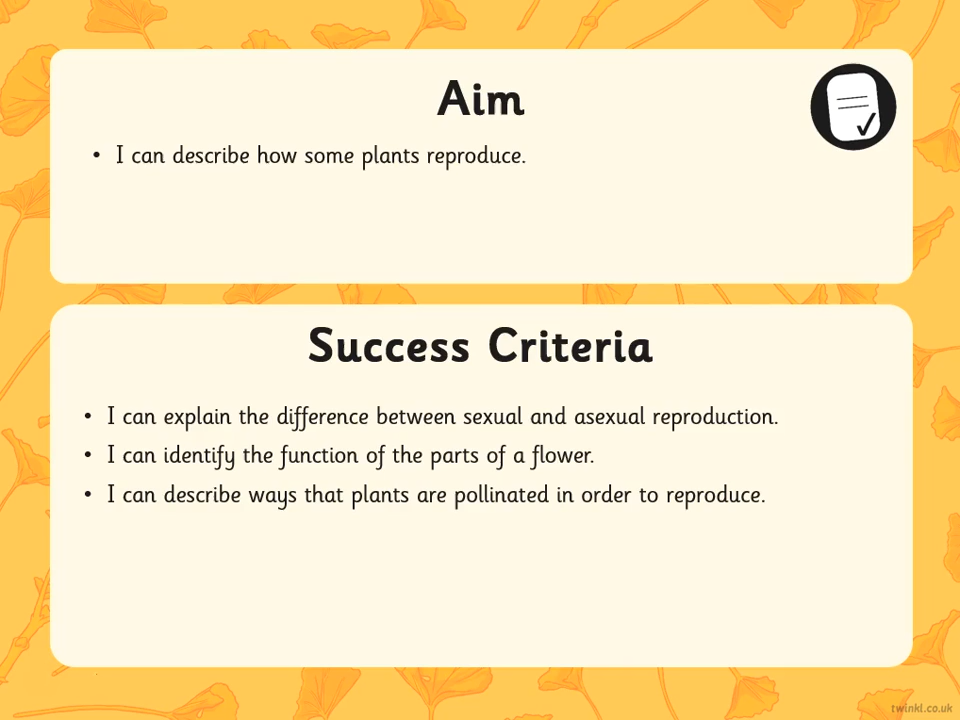 Aim
• I can describe how some plants reproduce.
Success Criteria
• I can explain the difference between sexual and asexual reproduction.
• I can identify the function of the parts of a flower.
• I can describe ways that plants are pollinated in order to reproduce.
twinkl.co.uk